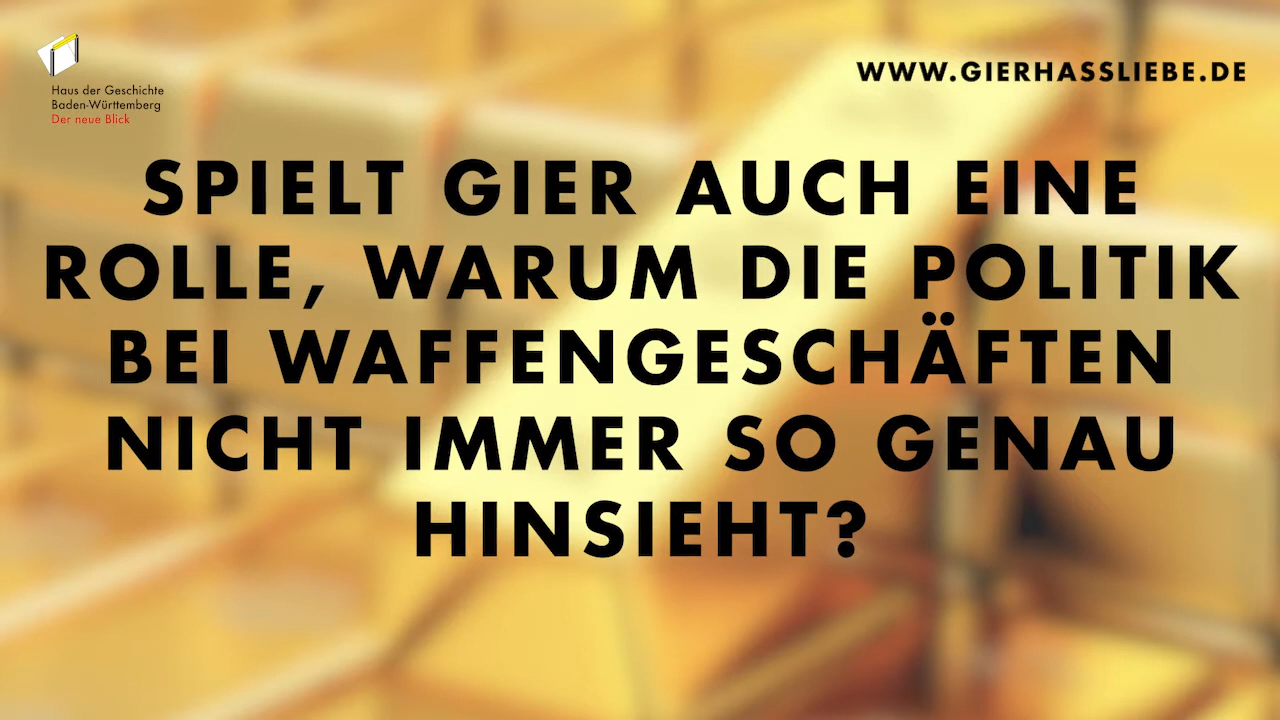 Haus der Geschichte
Baden-Württemberg
Der neue Blick
WWW.GIERHASSLIEBE.DE
SPIELT GIER AUCH EINE
ROLLE, WARUM DIE POLITIK
BEI WAFFENGESCHÄFTEN
NICHT IMMER SO GENAU
HINSIEHT?